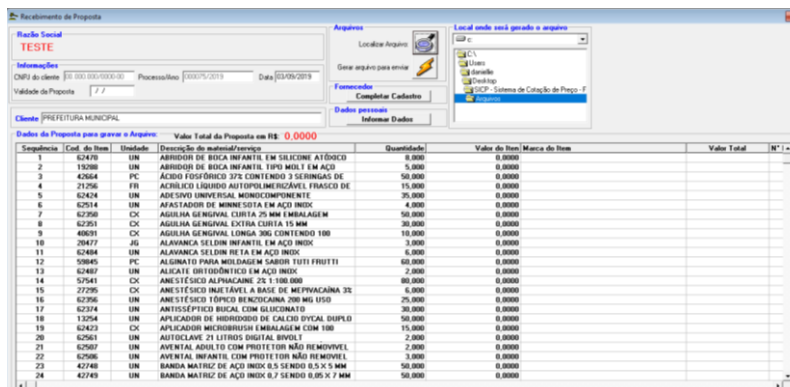 Recebimento de Proposta
Razão Social
TESTE
Informações
CNPJ do cliente 00.000.000/0000-00 Processo/Ano 000075/2019 Data 03/09/2019
Validade da Proposta / /
Cliente PREFEITURA MUNICIPAL
Arquivos
Localizar Arquivo
Gerar arquivo para enviar
Fornecedor
Completar Cadastro
Dados pessoais
Informar Dados
Local onde será gerado o arquivo
c:
C:\
Users
danielle
Desktop
SICP - Sistema de Cotação de Preço - F
Arquivos
Dados da Proposta para gravar o Arquivo: Valor Total da Proposta em R$: 0,0000
Sequência Cod. do Item Unidade Descrição do material/serviço Quantidade Valor do Item Marca do Item Valor Total N°
1 62478 UN ABRIDOR DE BOCA INFANTIL EM SILICONE ATÓXICO 8,000 0,0000
2 19288 UN ABRIDOR DE BOCA INFANTIL TIPO MOLT EM AÇO 5,000 0,0000
3 42664 PC ÁCIDO FOSFÓRICO 37% CONTENDO 3 SERINGAS DE 50,000 0,0000
4 21256 FR ACRÍLICO LÍQUIDO AUTOPOLIMERIZÁVEL FRASCO DE 15,000 0,0000
5 62424 UN ADESIVO UNIVERSAL MONOCOMPONENTE 35,000 0,0000
6 62514 UN AFASTADOR DE MINNESOTA EM AÇO INOX 4,000 0,0000
7 62350 CX AGULHA GENGIVAL CURTA 25 MM EMBALAGEM 50,000 0,0000
8 62351 CX AGULHA GENGIVAL EXTRA CURTA 15 MM 30,000 0,0000
9 40691 CX AGULHA GENGIVAL LONGA 30G CONTENDO 100 10,000 0,0000
10 20477 JG ALAVANCA SELDIN INFANTIL EM AÇO INOX 3,000 0,0000
11 62484 UN ALAVANCA SELDIN RETA EM AÇO INOX 6,000 0,0000
12 59845 PC ALGINATO PARA MOLDAGEM SABOR TUTI FRUTTI 60,000 0,0000
13 62487 UN ALICATE ORTODÔNTICO EM AÇO INOX 2,000 0,0000
14 57541 CX ANESTÉSICO ALPHACAINE 2% 1:100.000 80,000 0,0000
15 27295 CX ANESTÉSICO INJETÁVEL A BASE DE MEPIVACAÍNA 3% 6,000 0,0000
16 62356 UN ANESTÉSICO TÓPICO BENZOCAINA 200 MG USO 25,000 0,0000
17 62374 UN ANTISSÉPTICO BUCAL COM GLUCONATO 30,000 0,0000
18 13254 UN APLICADOR DE HIDROXIDO DE CALCIO DYCAL DUPLO 50,000 0,0000
19 62423 CX APLICADOR MICROBRUSH EMBALAGEM COM 100 15,000 0,0000
20 62561 UN AUTOCLAVE 21 LITROS DIGITAL BIVOLT 2,000 0,0000
21 62507 UN AVENTAL ADULTO COM PROTETOR NÃO REMOVIVEL 2,000 0,0000
22 62506 UN AVENTAL INFANTIL COM PROTETOR NÃO REMOVIEL 3,000 0,0000
23 42748 UN BANDA MATRIZ DE AÇO INOX 0,5 SENDO 0,5 X 5 MM 50,000 0,0000
24 42749 UN BANDA MATRIZ DE AÇO INOX 0,7 SENDO 0,05 X 7 MM 50,000 0,0000